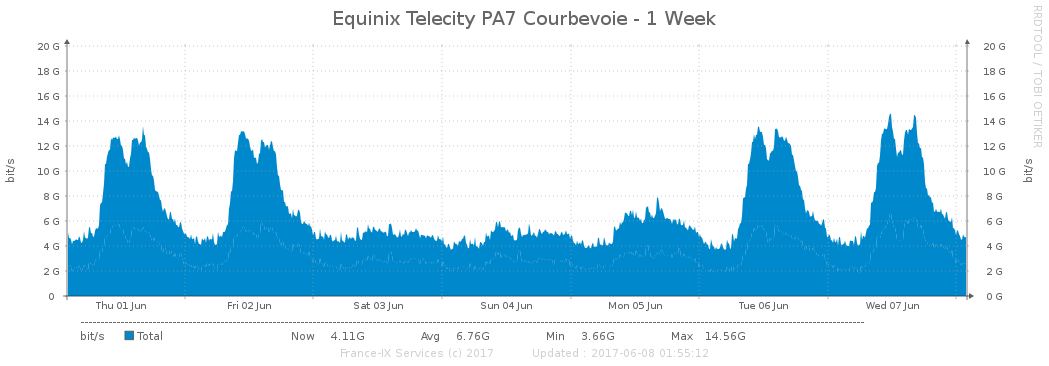 Equinix Telecity PA7 Courbevoie - 1 Week
RRDTOOL / TOBI OETIKER
bit/s
20 G 20 G
18 G 18 G
16 G 16 G
14 G 14 G
12 G 12 G
10 G 10 G
8 G 8 G
6 G 6 G
4 G 4 G
2 G 2 G
0 0 G
bit/s
Thu 01 Jun Fri 02 Jun Sat 03 Jun Sun 04 Jun Mon 05 Jun Tue 06 Jun Wed 07 Jun
bit/s Total Now 4.11G Avg 6.76G Min 3.66G Max 14.56G
France-IX Services (c) 2017 Updated : 2017-06-08 01:55:12